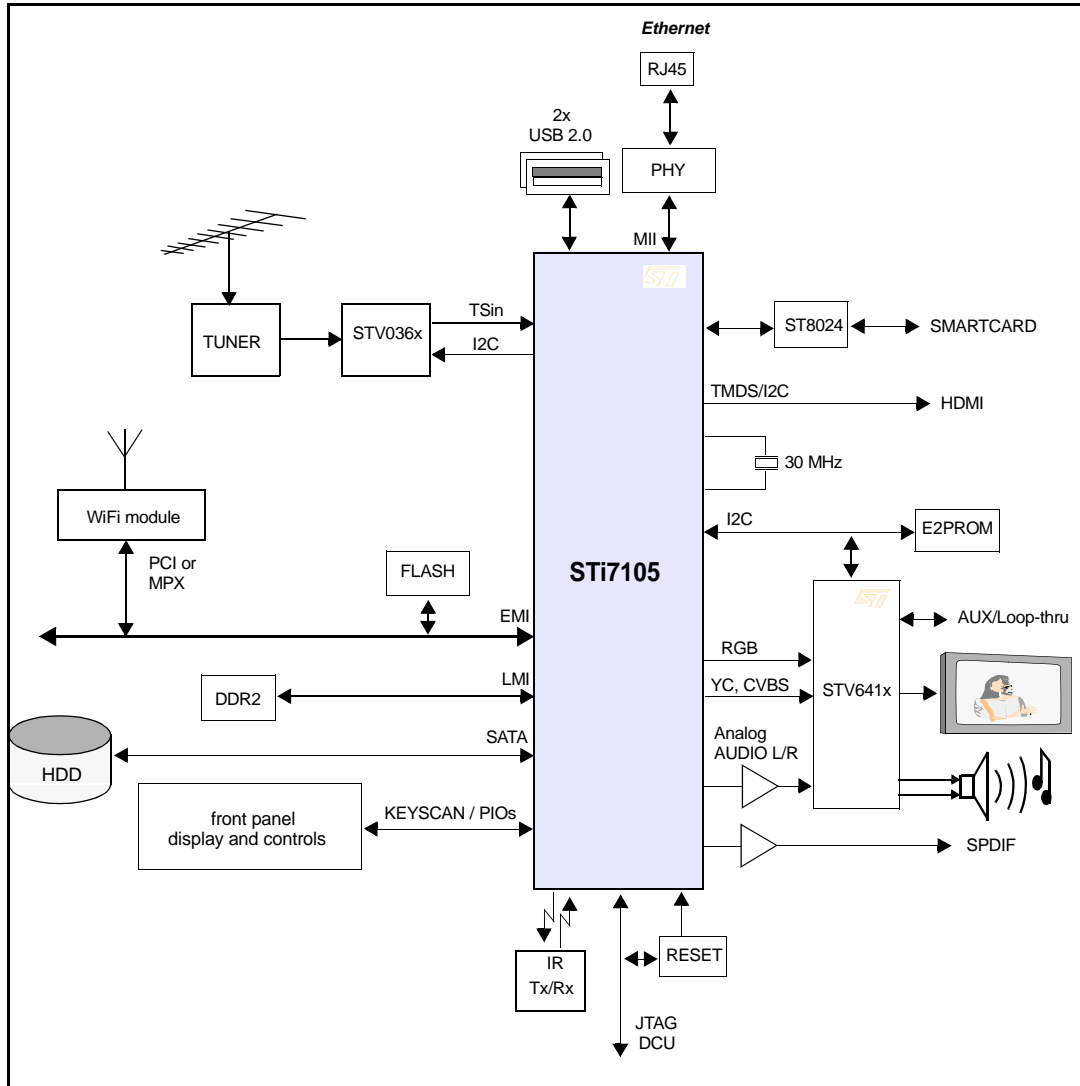 Ethernet
RJ45
2x
USB 2.0
PHY
MII
ST
TUNER
STV036x
TSin
I2C
ST8024
SMARTCARD
TMDS/I2C
HDMI
30 MHz
WiFi module
PCI or
MPX
FLASH
EMI
STi7105
I2C
E2PROM
ST
AUX/Loop-thru
RGB
YC, CVBS
STV641x
DDR2
LMI
HDD
SATA
Analog
AUDIO L/R
front panel
display and controls
KEYSCAN / PIOs
SPDIF
IR
Tx/Rx
RESET
JTAG
DCU